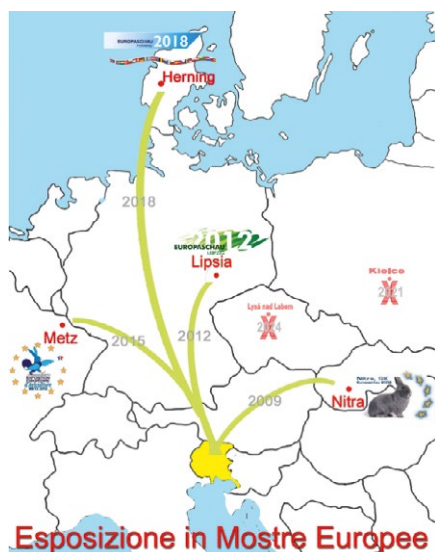 EUROPASCHAU
2018
Herning
2018
EUROPASCHAU
2012
Lipsia
Kielce
2021
Lysá nad Labem
2024
Metz
2015
2012
2009
Nitra
Esposizione in Mostre Europee